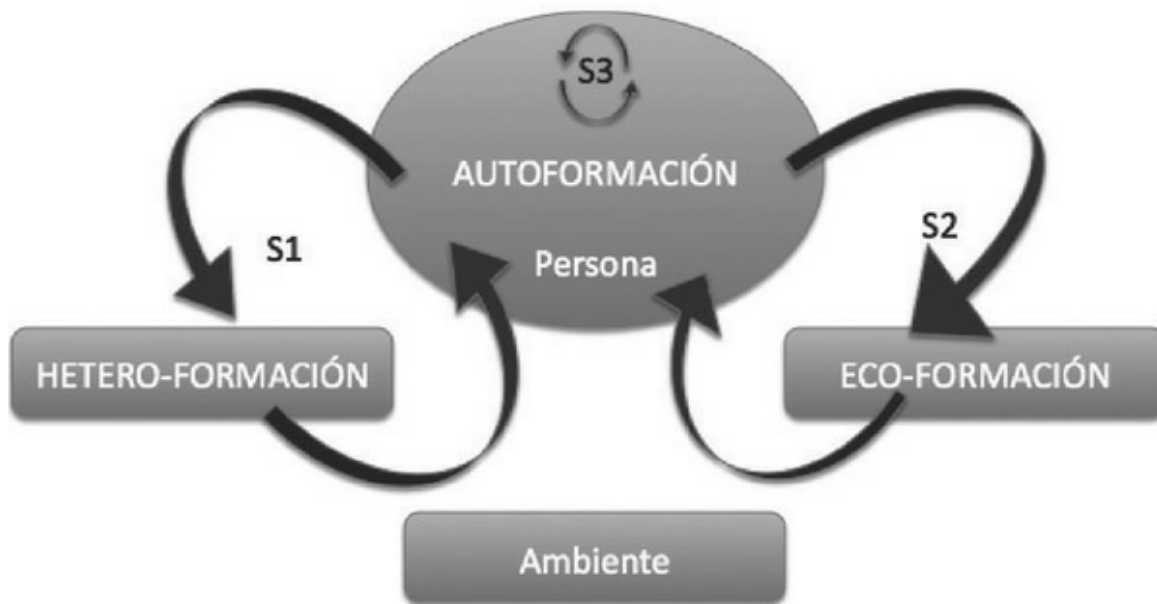 S3
AUTOFORMACIÓN
S1
S2
Persona
HETERO-FORMACIÓN
ECO-FORMACIÓN
Ambiente